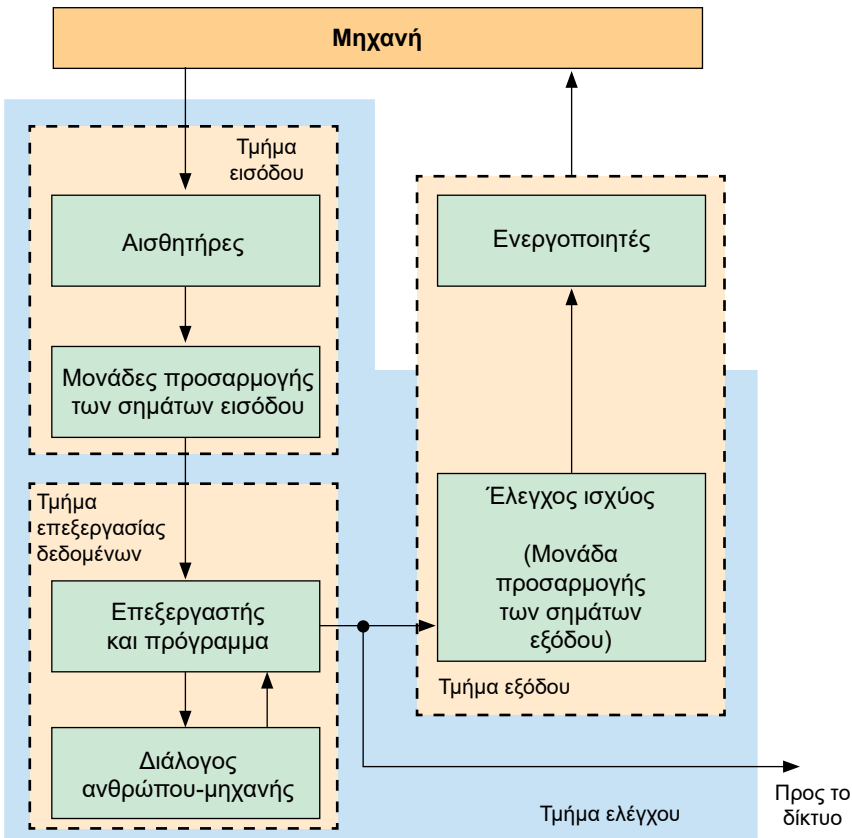 Μηχανή
Τμήμα
εισόδου
Αισθητήρες
Μονάδες προσαρμογής
των σημάτων εισόδου
Τμήμα
επεξεργασίας
δεδομένων
Επεξεργαστής
και πρόγραμμα
Διάλογος
ανθρώπου-μηχανής
Ενεργοποιητές
Έλεγχος ισχύος
(Μονάδα
προσαρμογής
των σημάτων
εξόδου)
Τμήμα εξόδου
Τμήμα ελέγχου
Προς το
δίκτυο